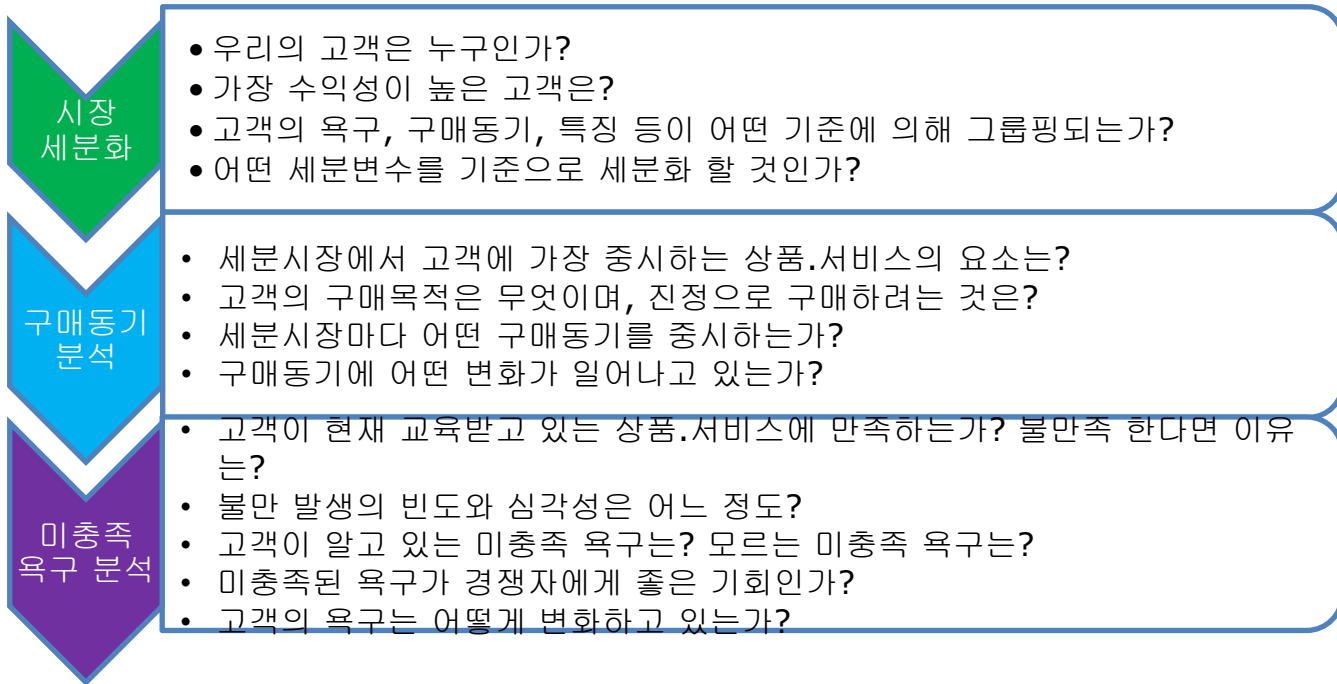 시장
세분화
• 우리의 고객은 누구인가?
• 가장 수익성이 높은 고객은?
• 고객의 욕구, 구매동기, 특징 등이 어떤 기준에 의해 그룹핑되는가?
• 어떤 세분변수를 기준으로 세분화 할 것인가?
구매동기
분석
• 세분시장에서 고객에 가장 중시하는 상품.서비스의 요소는?
• 고객의 구매목적은 무엇이며, 진정으로 구매하려는 것은?
• 세분시장마다 어떤 구매동기를 중시하는가?
• 구매동기에 어떤 변화가 일어나고 있는가?
미충족
욕구 분석
• 고객이 현재 교육받고 있는 상품.서비스에 만족하는가? 불만족 한다면 이유
는?
• 불만 발생의 빈도와 심각성은 어느 정도?
• 고객이 알고 있는 미충족 욕구는? 모르는 미충족 욕구는?
• 미충족된 욕구가 경쟁자에게 좋은 기회인가?
• 고객의 욕구는 어떻게 변화하고 있는가?